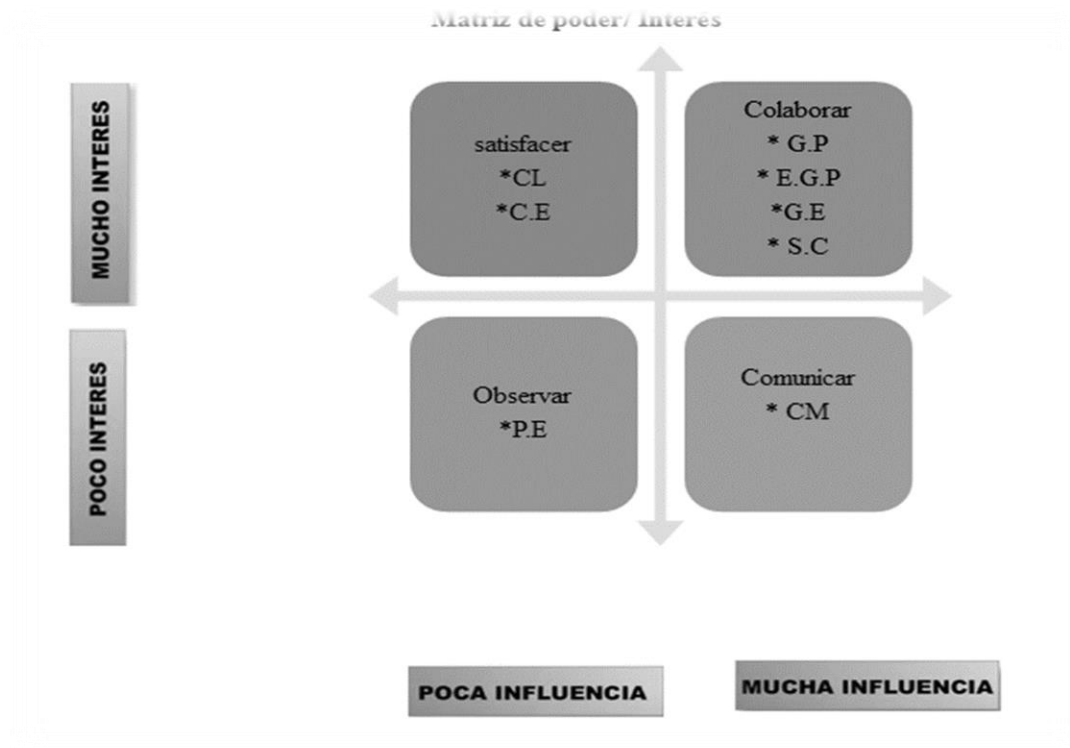 Matriz de poder/ Interés
MUCHO INTERES
satisfacer
*CL
*C.E
Colaborar
* G.P
* E.G.P
*G.E
* S.C
POCO INTERES
Observar
*P.E
Comunicar
* CM
POCA INFLUENCIA
MUCHA INFLUENCIA